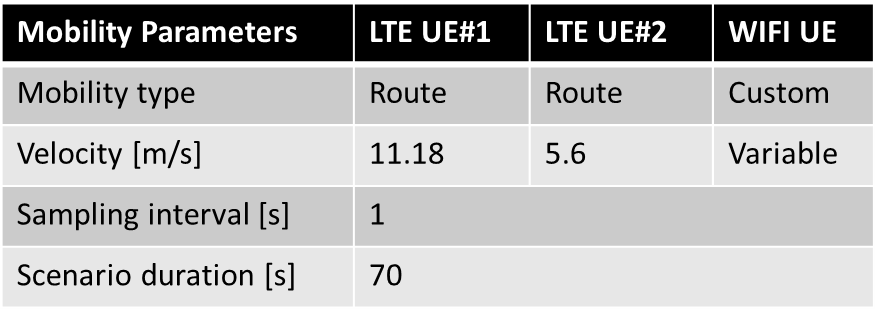 Mobility Parameters LTE UE#1 LTE UE#2 WIFI UE
Mobility type Route Route Custom
Velocity [m/s] 11.18 5.6 Variable
Sampling interval [s] 1
Scenario duration [s] 70